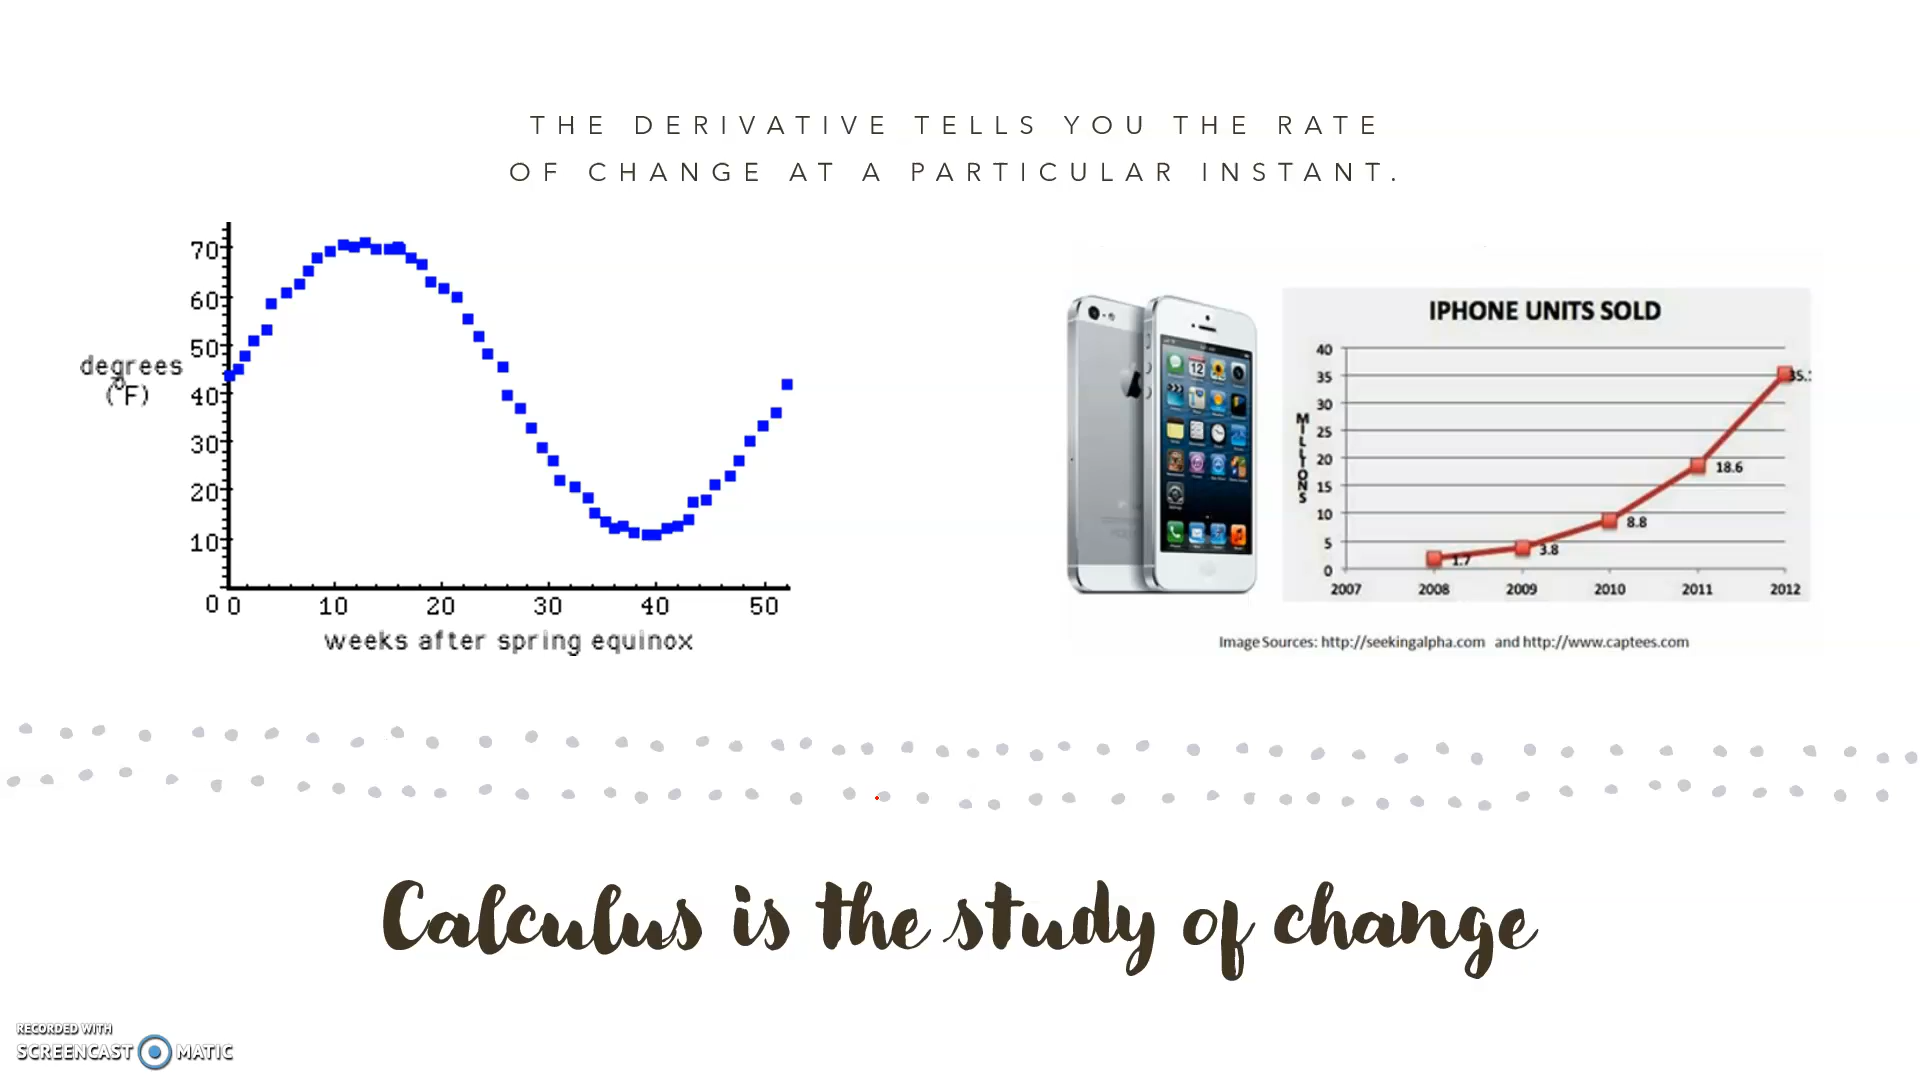 THE DERIVATIVE TELLS YOU THE RATE
OF CHANGE AT A PARTICULAR INSTANT.
70
60
50
degrees
(°F)
40
30
20
10
0
0 10 20 30 40 50
weeks after spring equinox
IPHONE UNITS SOLD
MILLIONS
40
35
30
25
20
15
10
5
0
35.
18.6
8.8
3.8
1.7
2007 2008 2009 2010 2011 2012
12
Image Sources: http://seekingalpha.com and http://www.captees.com
Calculus is the study of change
RECORDED WITH
SCREENCAST MATIC